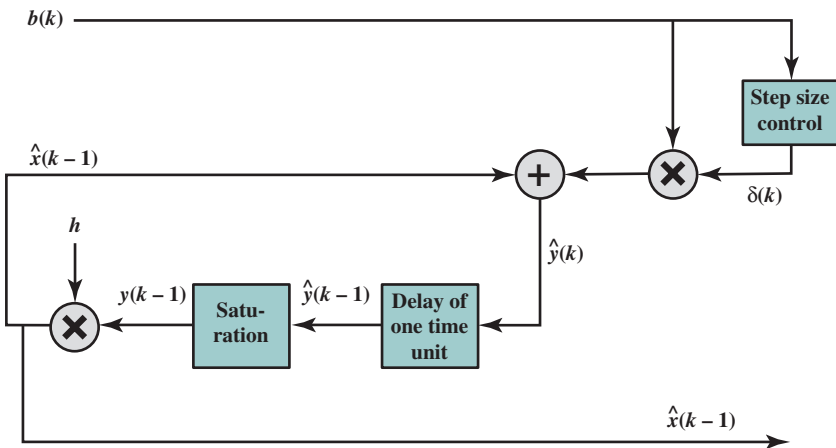 b(k)
Step size
control
x̂(k – 1)
+
×
δ(k)
h
ŷ(k)
y(k – 1)
ŷ(k – 1)
Delay of
one time
unit
Satu-
ration
×
x̂(k – 1)